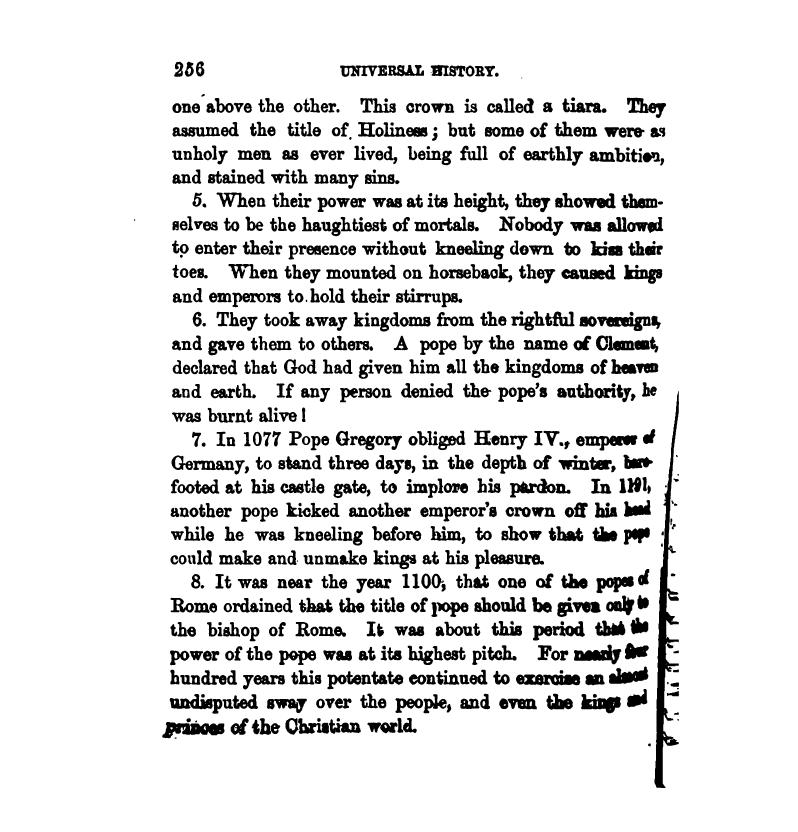 256 UNIVERSAL HISTORY.
one above the other. This crown is called a tiara. They
assumed the title of Holiness; but some of them were as
unholy men as ever lived, being full of earthly ambition,
and stained with many sins.
5. When their power was at its height, they showed them-
selves to be the haughtiest of mortals. Nobody was allowed
to enter their presence without kneeling down to kiss their
toes. When they mounted on horseback, they caused kings
and emperors to hold their stirrups.
6. They took away kingdoms from the rightful sovereigns,
and gave them to others. A pope by the name of Clement,
declared that God had given him all the kingdoms of heaven
and earth. If any person denied the pope's authority, he
was burnt alive!
7. In 1077 Pope Gregory obliged Henry IV., emperor of
Germany, to stand three days, in the depth of winter, bare-
footed at his castle gate, to implore his pardon. In 1191,
another pope kicked another emperor's crown off his head
while he was kneeling before him, to show that the pope
could make and unmake kings at his pleasure.
8. It was near the year 1100, that one of the popes of
Rome ordained that the title of pope should be given only to
the bishop of Rome. It was about this period that the
power of the pope was at its highest pitch. For nearly four
hundred years this potentate continued to exercise an almost
undisputed sway over the people, and even the kings and
princes of the Christian world.